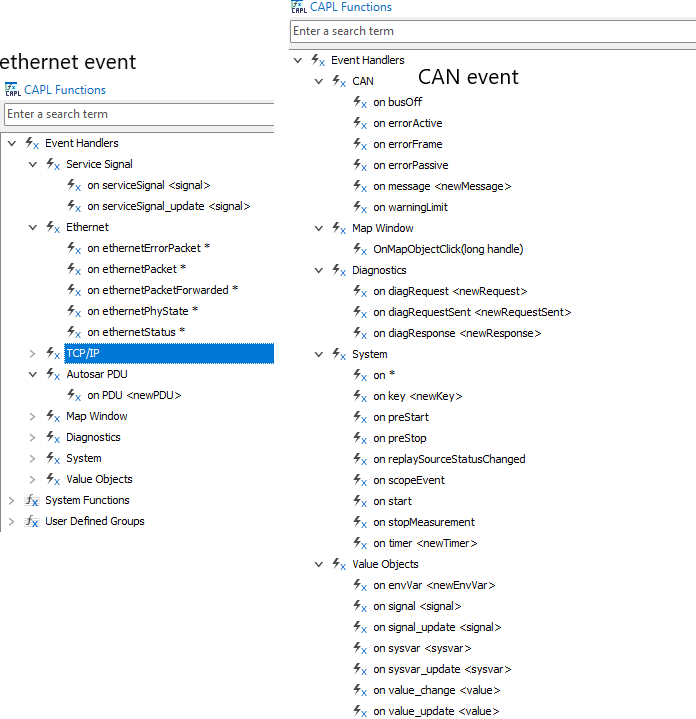 ethernet event
CAPL CAPL Functions
Enter a search term
Event Handlers
Service Signal
on serviceSignal <signal>
on serviceSignal_update <signal>
Ethernet
on ethernetErrorPacket *
on ethernetPacket *
on ethernetPacketForwarded *
on ethernetPhyState *
on ethernetStatus *
TCP/IP
Autosar PDU
on PDU <newPDU>
Map Window
Diagnostics
System
Value Objects
System Functions
User Defined Groups
CAPL CAPL Functions
Enter a search term
Event Handlers
CAN
CAN event
on busOff
on errorActive
on errorFrame
on errorPassive
on message <newMessage>
on warningLimit
Map Window
OnMapObjectClick(long handle)
Diagnostics
on diagRequest <newRequest>
on diagRequestSent <newRequestSent>
on diagResponse <newResponse>
System
on *
on key <newKey>
on preStart
on preStop
on replaySourceStatusChanged
on scopeEvent
on start
on stopMeasurement
on timer <newTimer>
Value Objects
on envVar <newEnvVar>
on signal <signal>
on signal_update <signal>
on sysvar <sysvar>
on sysvar_update <sysvar>
on value_change <value>
on value_update <value>